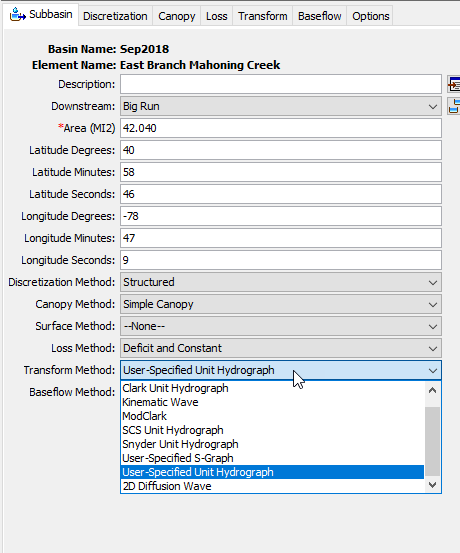 Subbasin Discretization Canopy Loss Transform Baseflow Options
Basin Name: Sep2018
Element Name: East Branch Mahoning Creek
Description:
Downstream: Big Run
*Area (MI2) 42.040
Latitude Degrees: 40
Latitude Minutes: 58
Latitude Seconds: 46
Longitude Degrees: -78
Longitude Minutes: 47
Longitude Seconds: 9
Discretization Method: Structured
Canopy Method: Simple Canopy
Surface Method: --None--
Loss Method: Deficit and Constant
Transform Method: User-Specified Unit Hydrograph
Baseflow Method:
Clark Unit Hydrograph
Kinematic Wave
ModClark
SCS Unit Hydrograph
Snyder Unit Hydrograph
User-Specified S-Graph
User-Specified Unit Hydrograph
2D Diffusion Wave